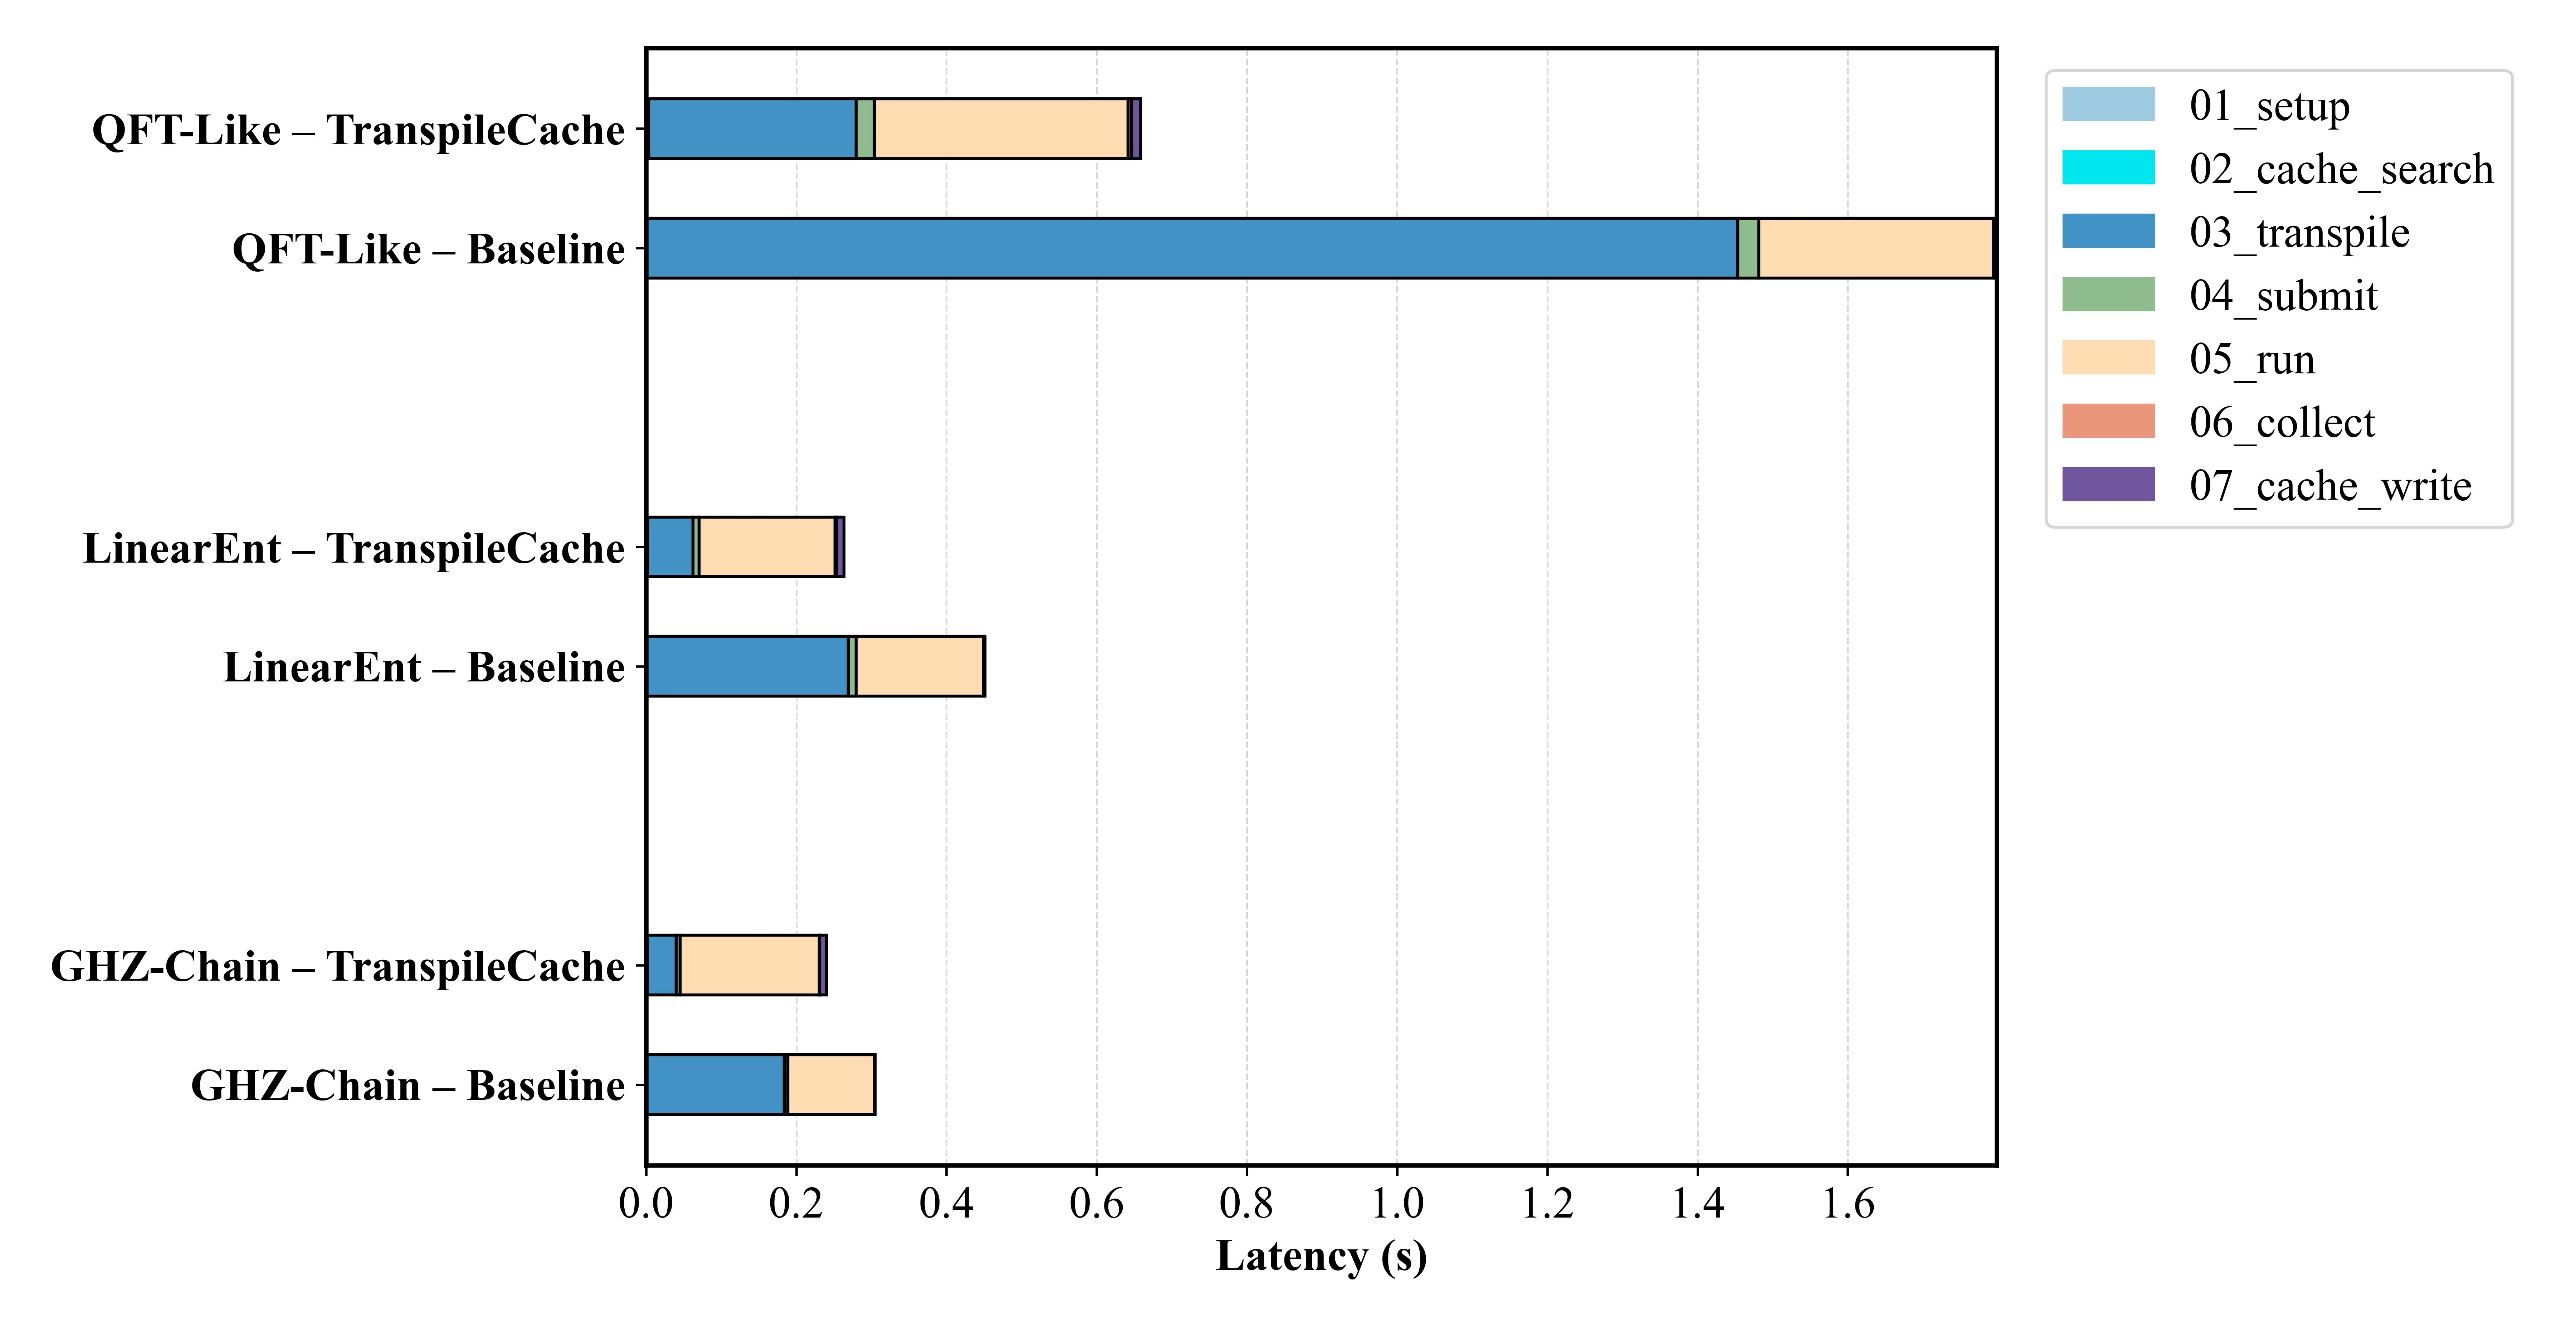 QFT-Like – TranspileCache
QFT-Like – Baseline
LinearEnt – TranspileCache
LinearEnt – Baseline
GHZ-Chain – TranspileCache
GHZ-Chain – Baseline
0.0 0.2 0.4 0.6 0.8 1.0 1.2 1.4 1.6
Latency (s)
01_setup
02_cache_search
03_transpile
04_submit
05_run
06_collect
07_cache_write